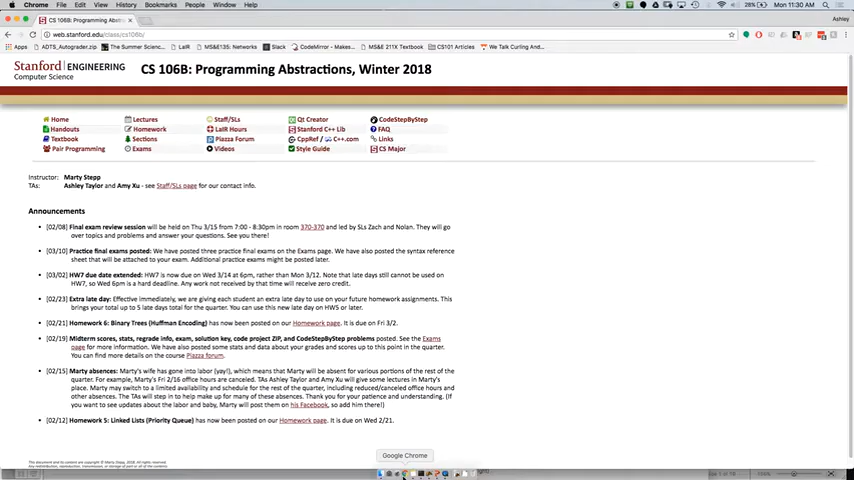 Chrome File Edit View History Bookmarks People Window Help 28% Mon 11:30 AM
CS 106B: Programming Abstra Ashley
web.stanford.edu/class/cs106b/
ADTS_Autograder.zip The Summer Scienc... LaIR MS&E135: Networks Slack CodeMirror - Makes... MS&E 211X Textbook CS101 Articles We Talk Curing And...
Stanford ENGINEERING
Computer Science
CS 106B: Programming Abstractions, Winter 2018
Home Lectures Staff/SLs Qt Creator CodeStepByStep
Handouts Homework LaIR Hours Stanford C++ Lib FAQ
Textbook Sections Piazza Forum CppRef / C++.com Links
Pair Programming Exams Videos Style Guide CS Major
Instructor: Marty Stepp
TAs: Ashley Taylor and Amy Xu - see Staff/SLs page for our contact info.
Announcements
• [02/08] Final exam review session will be held on Thu 3/15 from 7:00 - 8:30pm in room 370-370 and led by SLs Zach and Nolan. They will go
over topics and problems and answer your questions. See you there!
• [03/10] Practice final exams posted: We have posted three practice final exams on the Exams page. We have also posted the syntax reference
sheet that will be attached to your exam. Additional practice exams might be posted later.
• [03/02] HW7 due date extended: HW7 is now due on Wed 3/14 at 6pm, rather than Mon 3/12. Note that late days still cannot be used on
HW7, so Wed 6pm is a hard deadline. Any work not received by that time will receive zero credit.
• [02/23] Extra late day: Effective immediately, we are giving each student an extra late day to use on your future homework assignments. This
brings your total up to 5 late days total for the quarter. You can use this new late day on HW5 or later.
• [02/21] Homework 6: Binary Trees (Huffman Encoding) has now been posted on our Homework page. It is due on Fri 3/2.
• [02/19] Midterm scores, stats, regrade info, exam, solution key, code project ZIP, and CodeStepByStep problems posted. See the Exams
page for more information. We have also posted some stats and data about your grades and scores up to this point in the quarter.
You can find more details on the course Piazza forum.
• [02/15] Marty absences: Marty's wife has gone into labor (yay!), which means that Marty will be absent for various portions of the rest of the
quarter. For example, Marty's Fri 2/16 office hours are canceled. TAs Ashley Taylor and Amy Xu will give some lectures in Marty's
place. Marty may switch to a limited availability and schedule for the rest of the quarter, including reduced/canceled office hours and
other absences. The TAs will step in to help make up for many of these absences. Thank you for your patience and understanding. (If
you want to see updates about the labor and baby, Marty will post them on his Facebook, so add him there!)
• [02/12] Homework 5: Linked Lists (Priority Queue) has now been posted on our Homework page. It is due on Wed 2/21.
Google Chrome